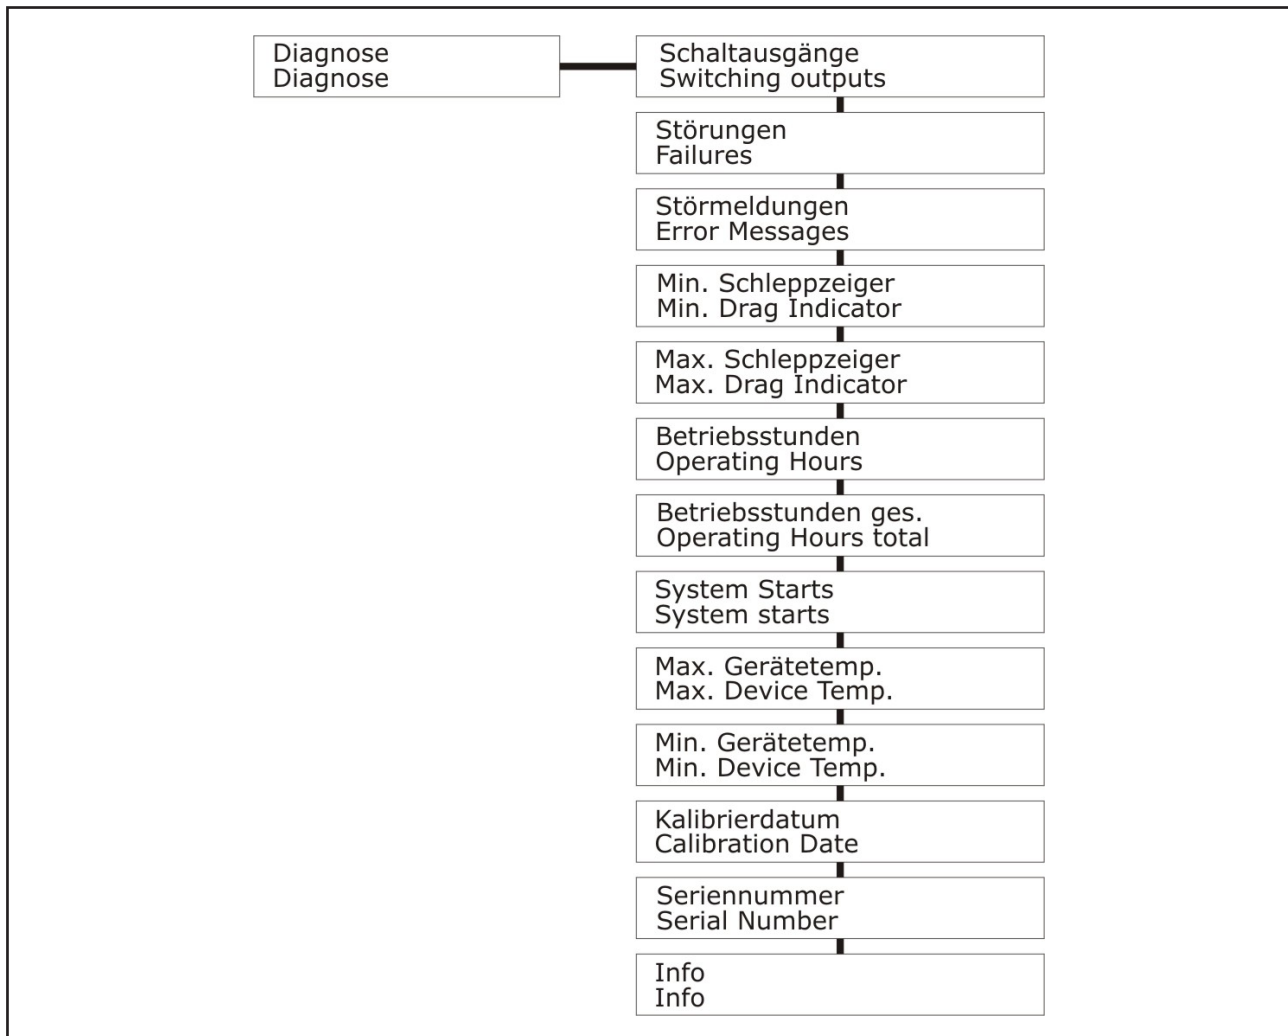 Diagnose
Diagnose
Schaltausgänge
Switching outputs
Störungen
Failures
Störmeldungen
Error Messages
Min. Schleppzeiger
Min. Drag Indicator
Max. Schleppzeiger
Max. Drag Indicator
Betriebsstunden
Operating Hours
Betriebsstunden ges.
Operating Hours total
System Starts
System starts
Max. Gerätetemp.
Max. Device Temp.
Min. Gerätetemp.
Min. Device Temp.
Kalibrierdatum
Calibration Date
Seriennummer
Serial Number
Info
Info